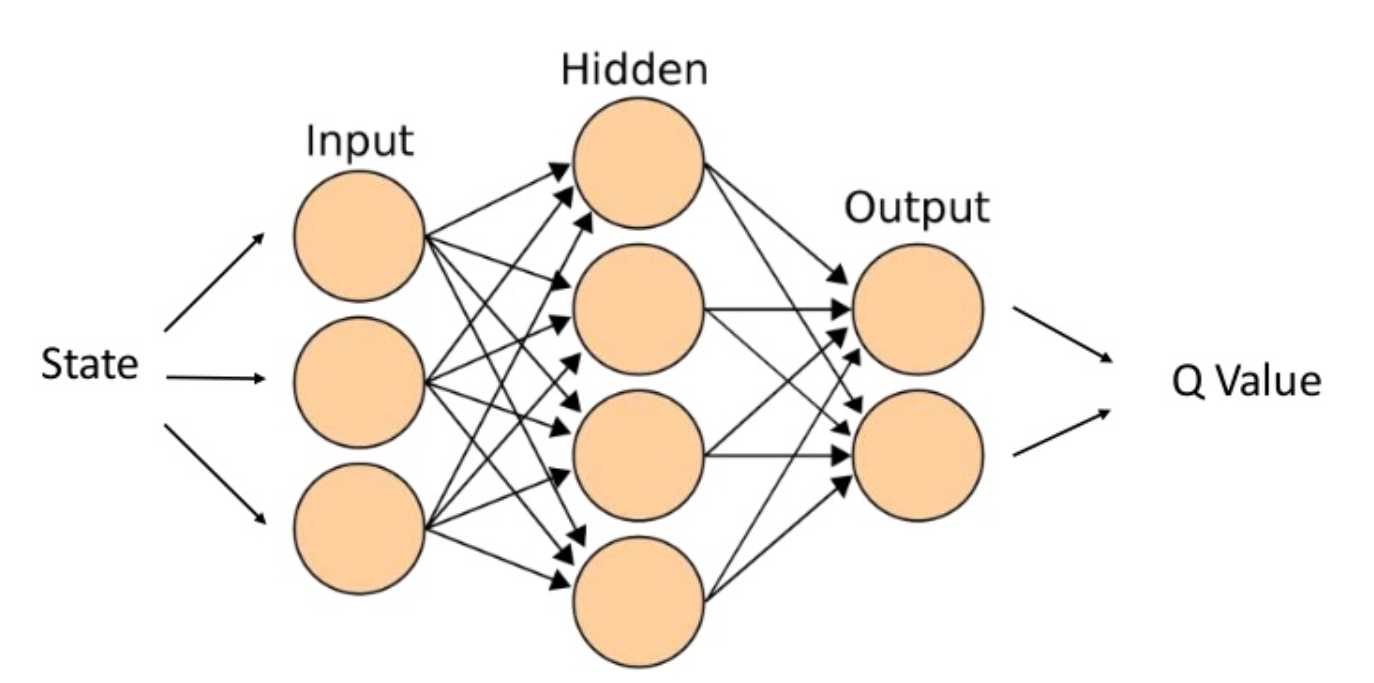 Hidden
Input
Output
State
Q Value